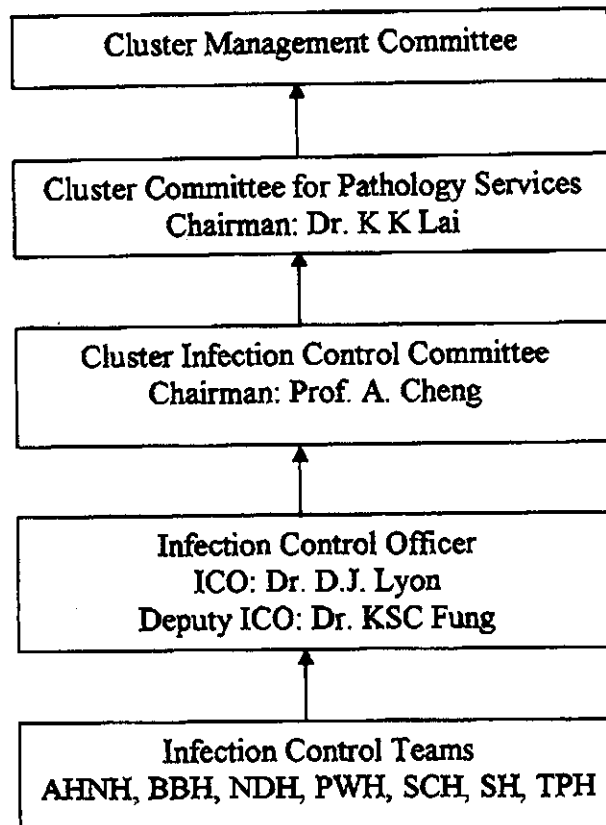 Cluster Management Committee
Cluster Committee for Pathology Services
Chairman: Dr. K K Lai
Cluster Infection Control Committee
Chairman: Prof. A. Cheng
Infection Control Officer
ICO: Dr. D.J. Lyon
Deputy ICO: Dr. KSC Fung
Infection Control Teams
AHNH, BBH, NDH, PWH, SCH, SH, TPH